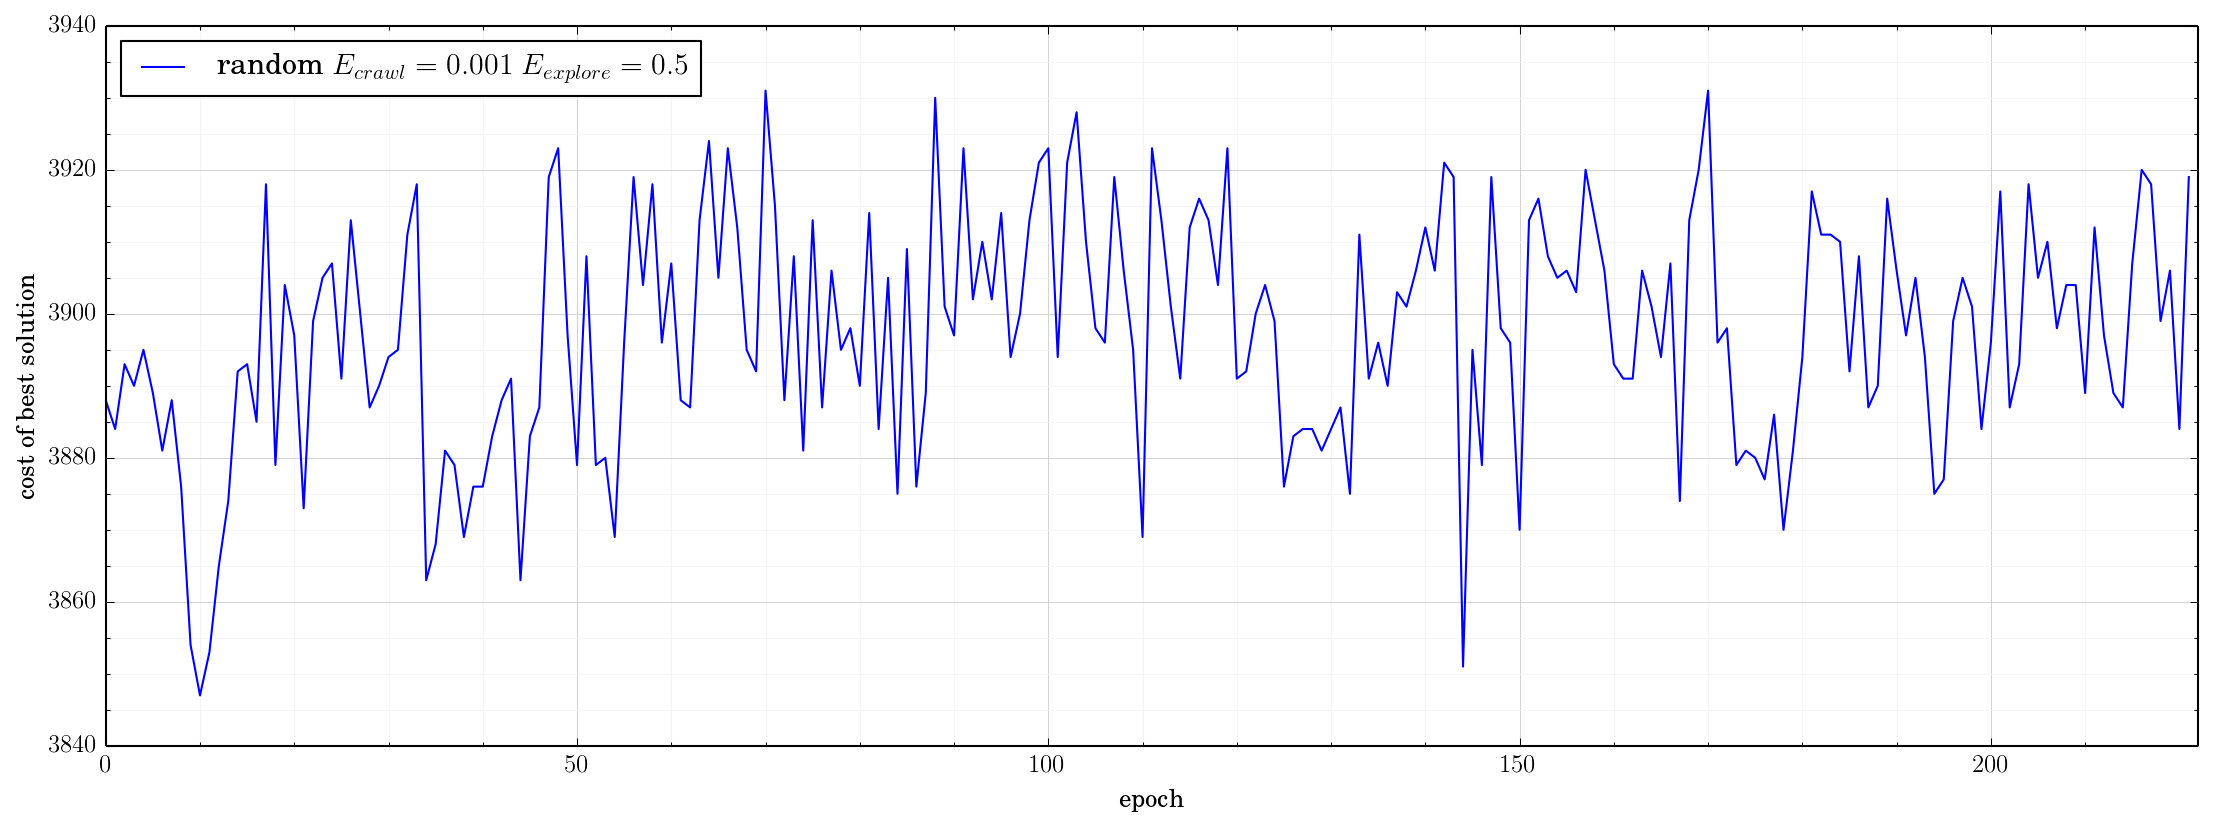 3940
random E_crawl = 0.001 E_explore = 0.5
3920
3900
3880
3860
3840
cost of best solution
0 50 100 150 200
epoch